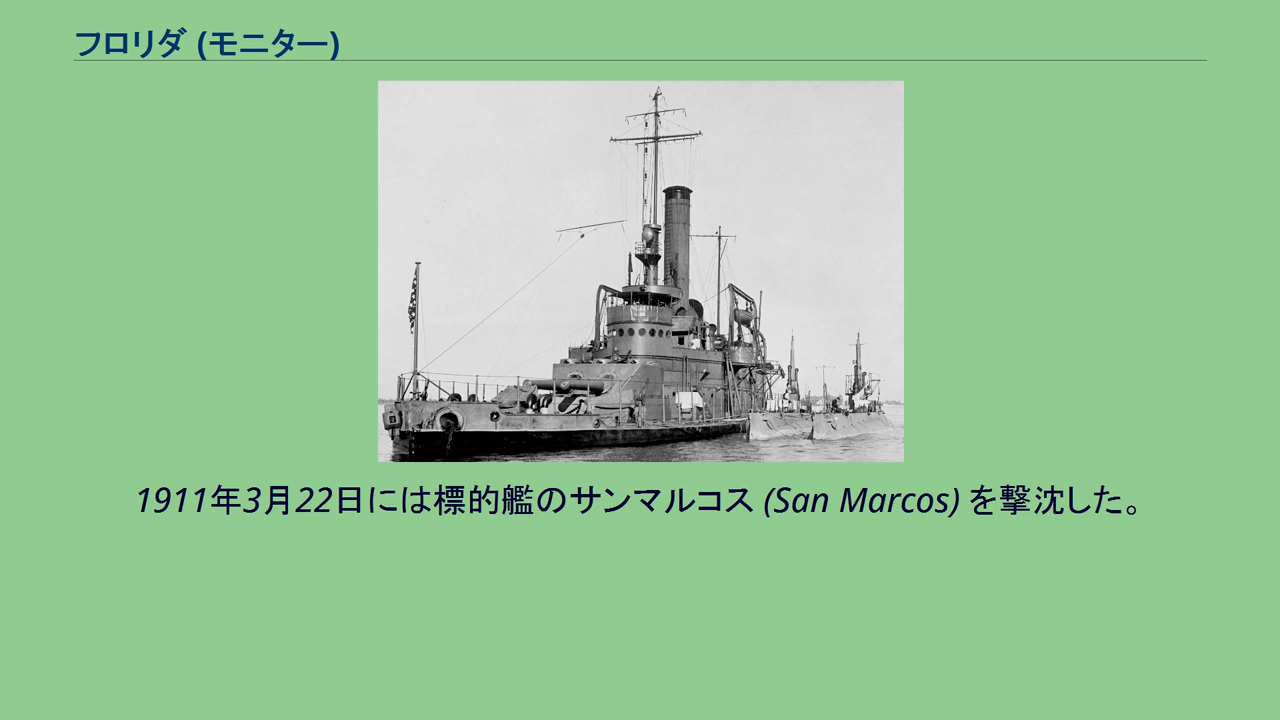 フロリダ (モニター)
1911年3月22日には標的艦のサンマルコス (San Marcos) を撃沈した。